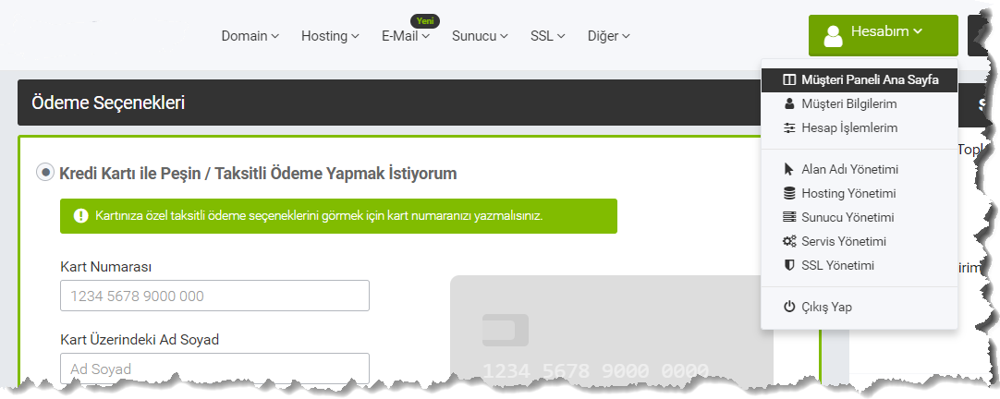 Yeni
Domain Hosting E-Mail Sunucu SSL Diğer
Hesabım
Ödeme Seçenekleri
Müşteri Paneli Ana Sayfa
Müşteri Bilgilerim
Hesap İşlemlerim
Alan Adı Yönetimi
Hosting Yönetimi
Sunucu Yönetimi
Servis Yönetimi
SSL Yönetimi
Çıkış Yap
Kredi Kartı ile Peşin / Taksitli Ödeme Yapmak İstiyorum
Kartınıza özel taksitli ödeme seçeneklerini görmek için kart numaranızı yazmalısınız.
Kart Numarası
1234 5678 9000 000
Kart Üzerindeki Ad Soyad
Ad Soyad
1234 5678 9000 0000